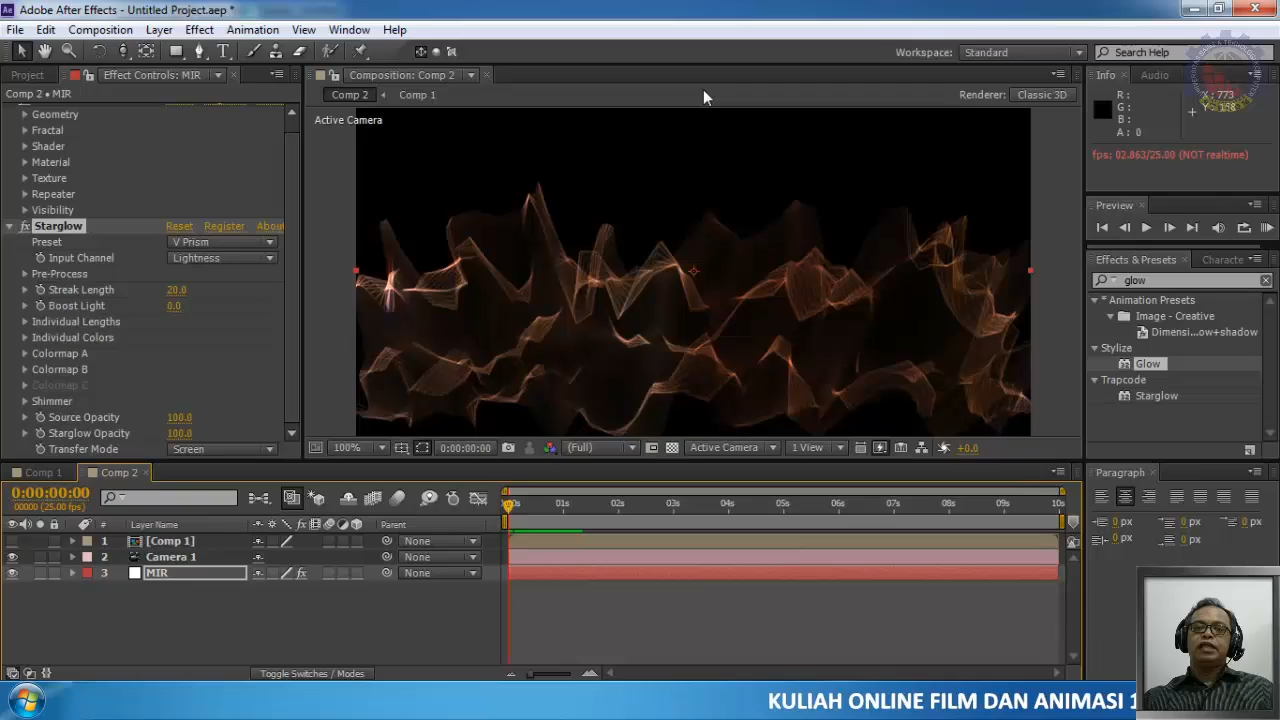 Adobe After Effects - Untitled Project.aep *
File Edit Composition Layer Effect Animation View Window Help
Workspace: Standard Search Help
Project Effect Controls: MIR Composition: Comp 2 Info Audio
Comp 2 • MIR Comp 2 Comp 1 Renderer: Classic 3D
Active Camera
R : G : B : A : 0
X : 773
fps: 02.863/25.00 (NOT realtime)
Geometry
Fractal
Shader
Material
Texture
Repeater
Visibility
fx Starglow Reset Register About
Preset V Prism
Input Channel Lightness
Pre-Process
Streak Length 20.0
Boost Light 0.0
Individual Lengths
Individual Colors
Colormap A
Colormap B
Colormap C
Shimmer
Source Opacity 100.0
Starglow Opacity 100.0
Transfer Mode Screen
Preview
Effects & Presets Characte
glow
* Animation Presets
Image - Creative
Dimensi...ow+shadow
Stylize
Glow
Trapcode
Starglow
100% 0:00:00:00 (Full) Active Camera 1 View +0.0
Comp 1 Comp 2
0:00:00:00
00000 (25.00 fps)
01s 02s 03s 04s 05s 06s 07s 08s 09s 10s
# Layer Name Parent
1 [Comp 1] None
2 Camera 1 None
3 MIR fx None
Toggle Switches / Modes
Paragraph
0 px 0 px 0 px
0 px 0 px
KULIAH ONLINE FILM DAN ANIMASI 1